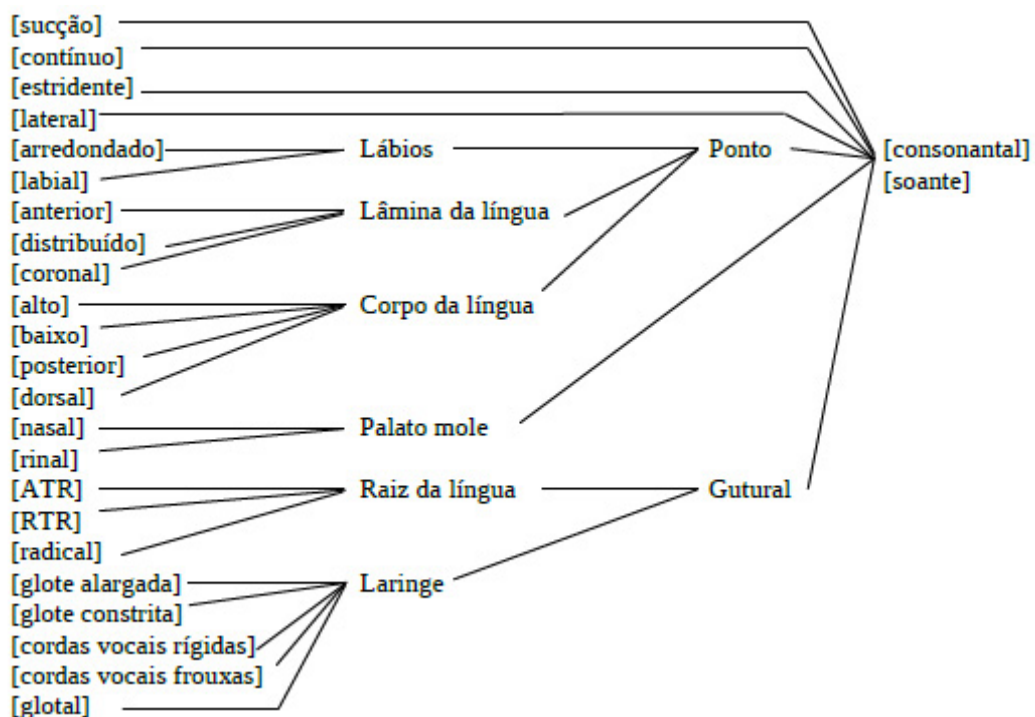 [sucção]
[contínuo]
[estridente]
[lateral]
[arredondado] Lábios Ponto [consonantal]
[labial] [soante]
[anterior] Lâmina da língua
[distribuído]
[coronal]
[alto] Corpo da língua
[baixo]
[posterior]
[dorsal]
[nasal] Palato mole
[rinal]
[ATR] Raiz da língua Gutural
[RTR]
[radical]
[glote alargada] Laringe
[glote constrita]
[cordas vocais rígidas]
[cordas vocais frouxas]
[glotal]